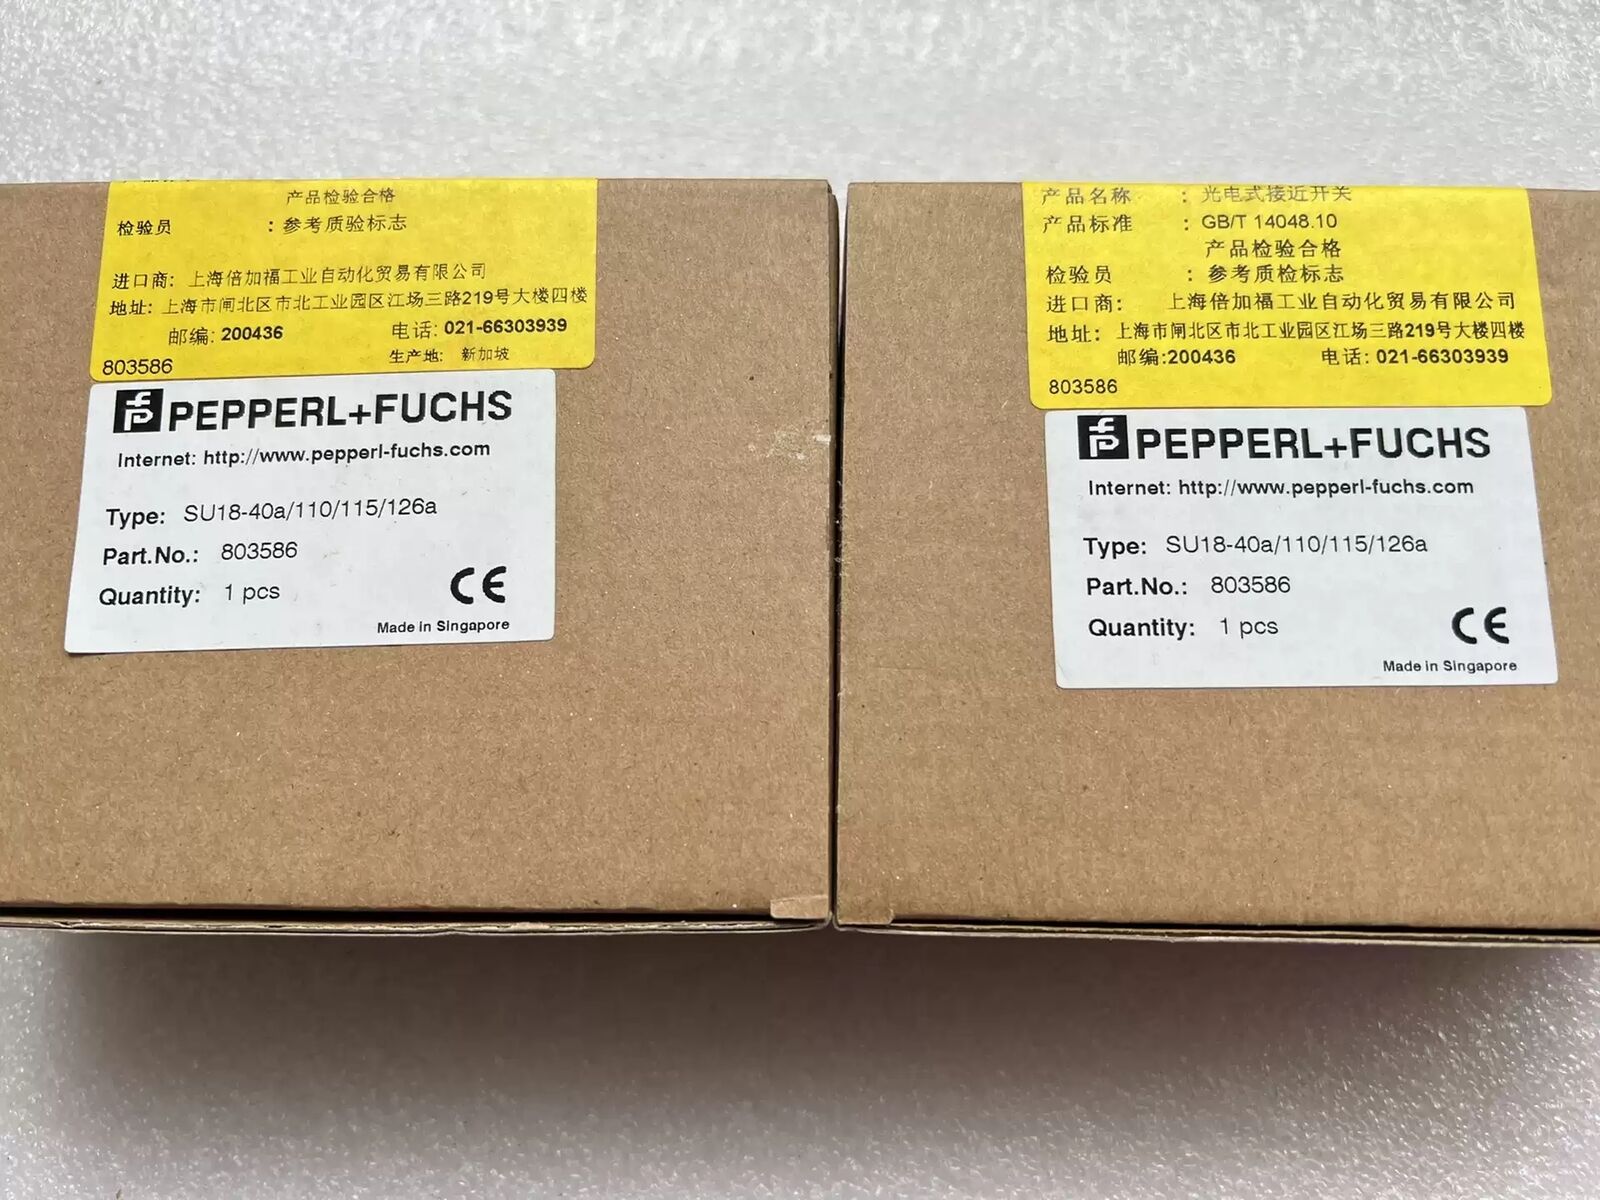 产品检验合格
检验员 : 参考质验标志
进口商: 上海倍加福工业自动化贸易有限公司
地址: 上海市闸北区市北工业园区江场三路219号大楼四楼
邮编: 200436 电话: 021-66303939
生产地: 新加坡
803586
PEPPERL+FUCHS
Internet: http://www.pepperl-fuchs.com
Type: SU18-40a/110/115/126a
Part.No.: 803586
Quantity: 1 pcs
CE
Made in Singapore
产品名称 : 光电式接近开关
产品标准 : GB/T 14048.10
产品检验合格
检验员 : 参考质检标志
进口商: 上海倍加福工业自动化贸易有限公司
地址: 上海市闸北区市北工业园区江场三路219号大楼四楼
邮编:200436 电话: 021-66303939
803586
PEPPERL+FUCHS
Internet: http://www.pepperl-fuchs.com
Type: SU18-40a/110/115/126a
Part.No.: 803586
Quantity: 1 pcs
CE
Made in Singapore